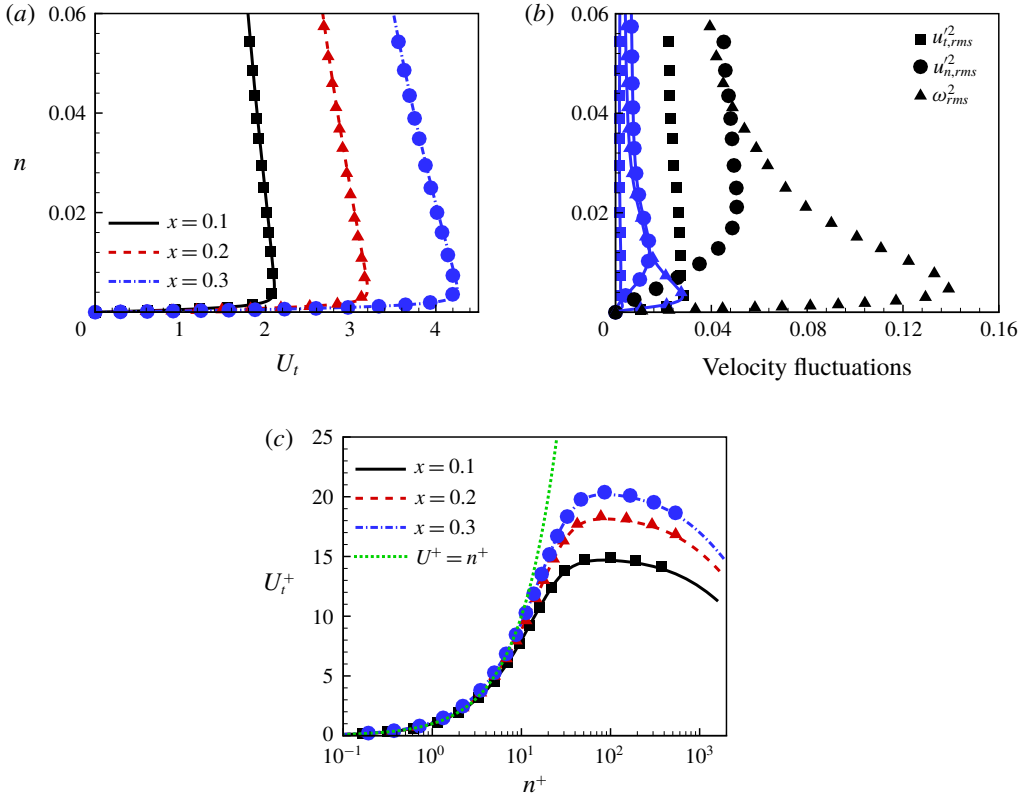 (a)
0.06
0.04
n
0.02
x = 0.1
x = 0.2
x = 0.3
0 1 2 3 4
U_t
(b)
0.06
0.04
0.02
u′²_{t,rms}
u′²_{n,rms}
ω²_{rms}
0 0.04 0.08 0.12 0.16
Velocity fluctuations
(c)
25
20
15
U_t^+
10
5
0
x = 0.1
x = 0.2
x = 0.3
U^+ = n^+
10^{-1} 10^0 10^1 10^2 10^3
n^+